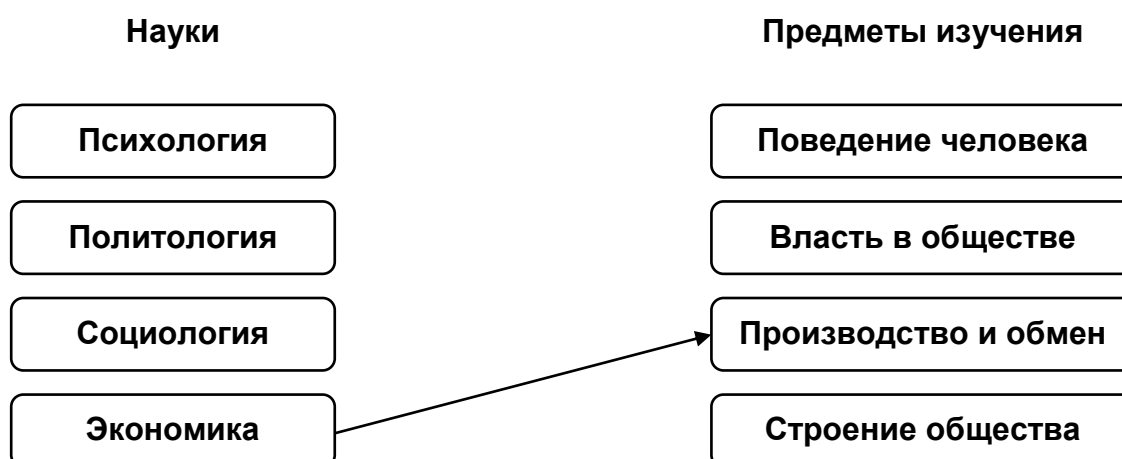 Науки Предметы изучения
Психология Поведение человека
Политология Власть в обществе
Социология Производство и обмен
Экономика Строение общества